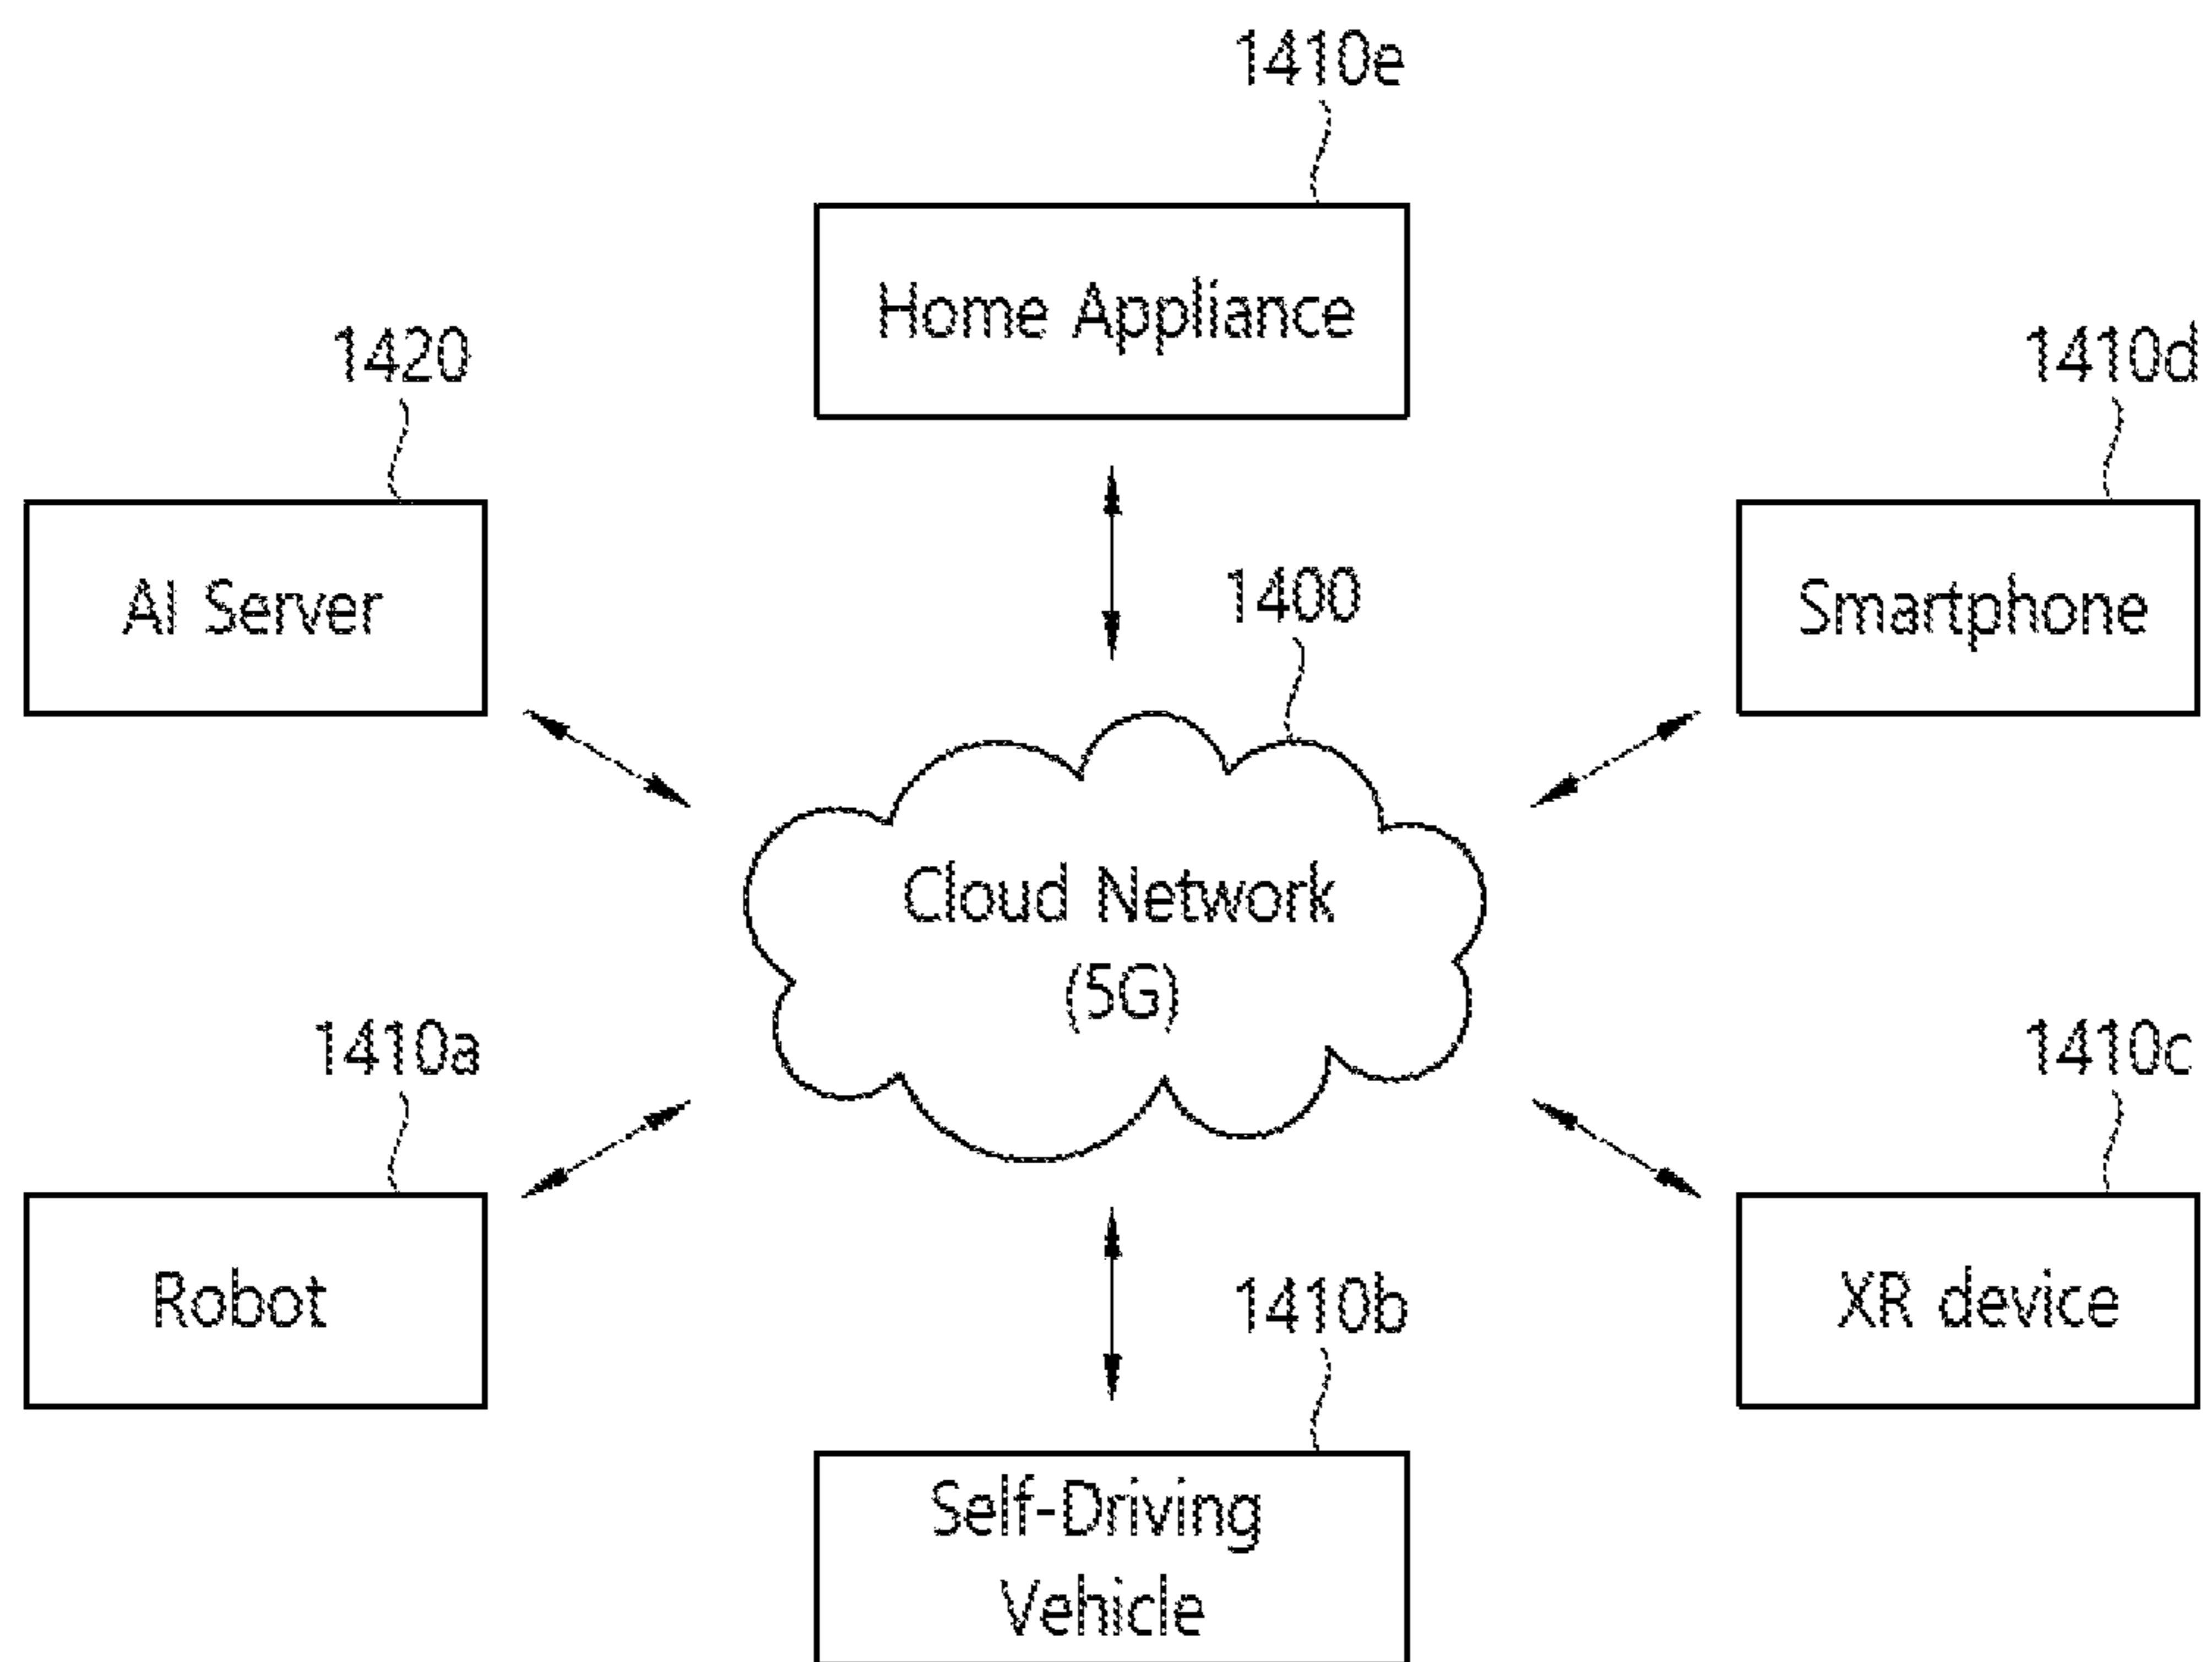 1410e
Home Appliance
1420
1410d
AI Server
1400
Smartphone
Cloud Network
(5G)
1410a
1410c
Robot
1410b
XR device
Self-Driving
Vehicle